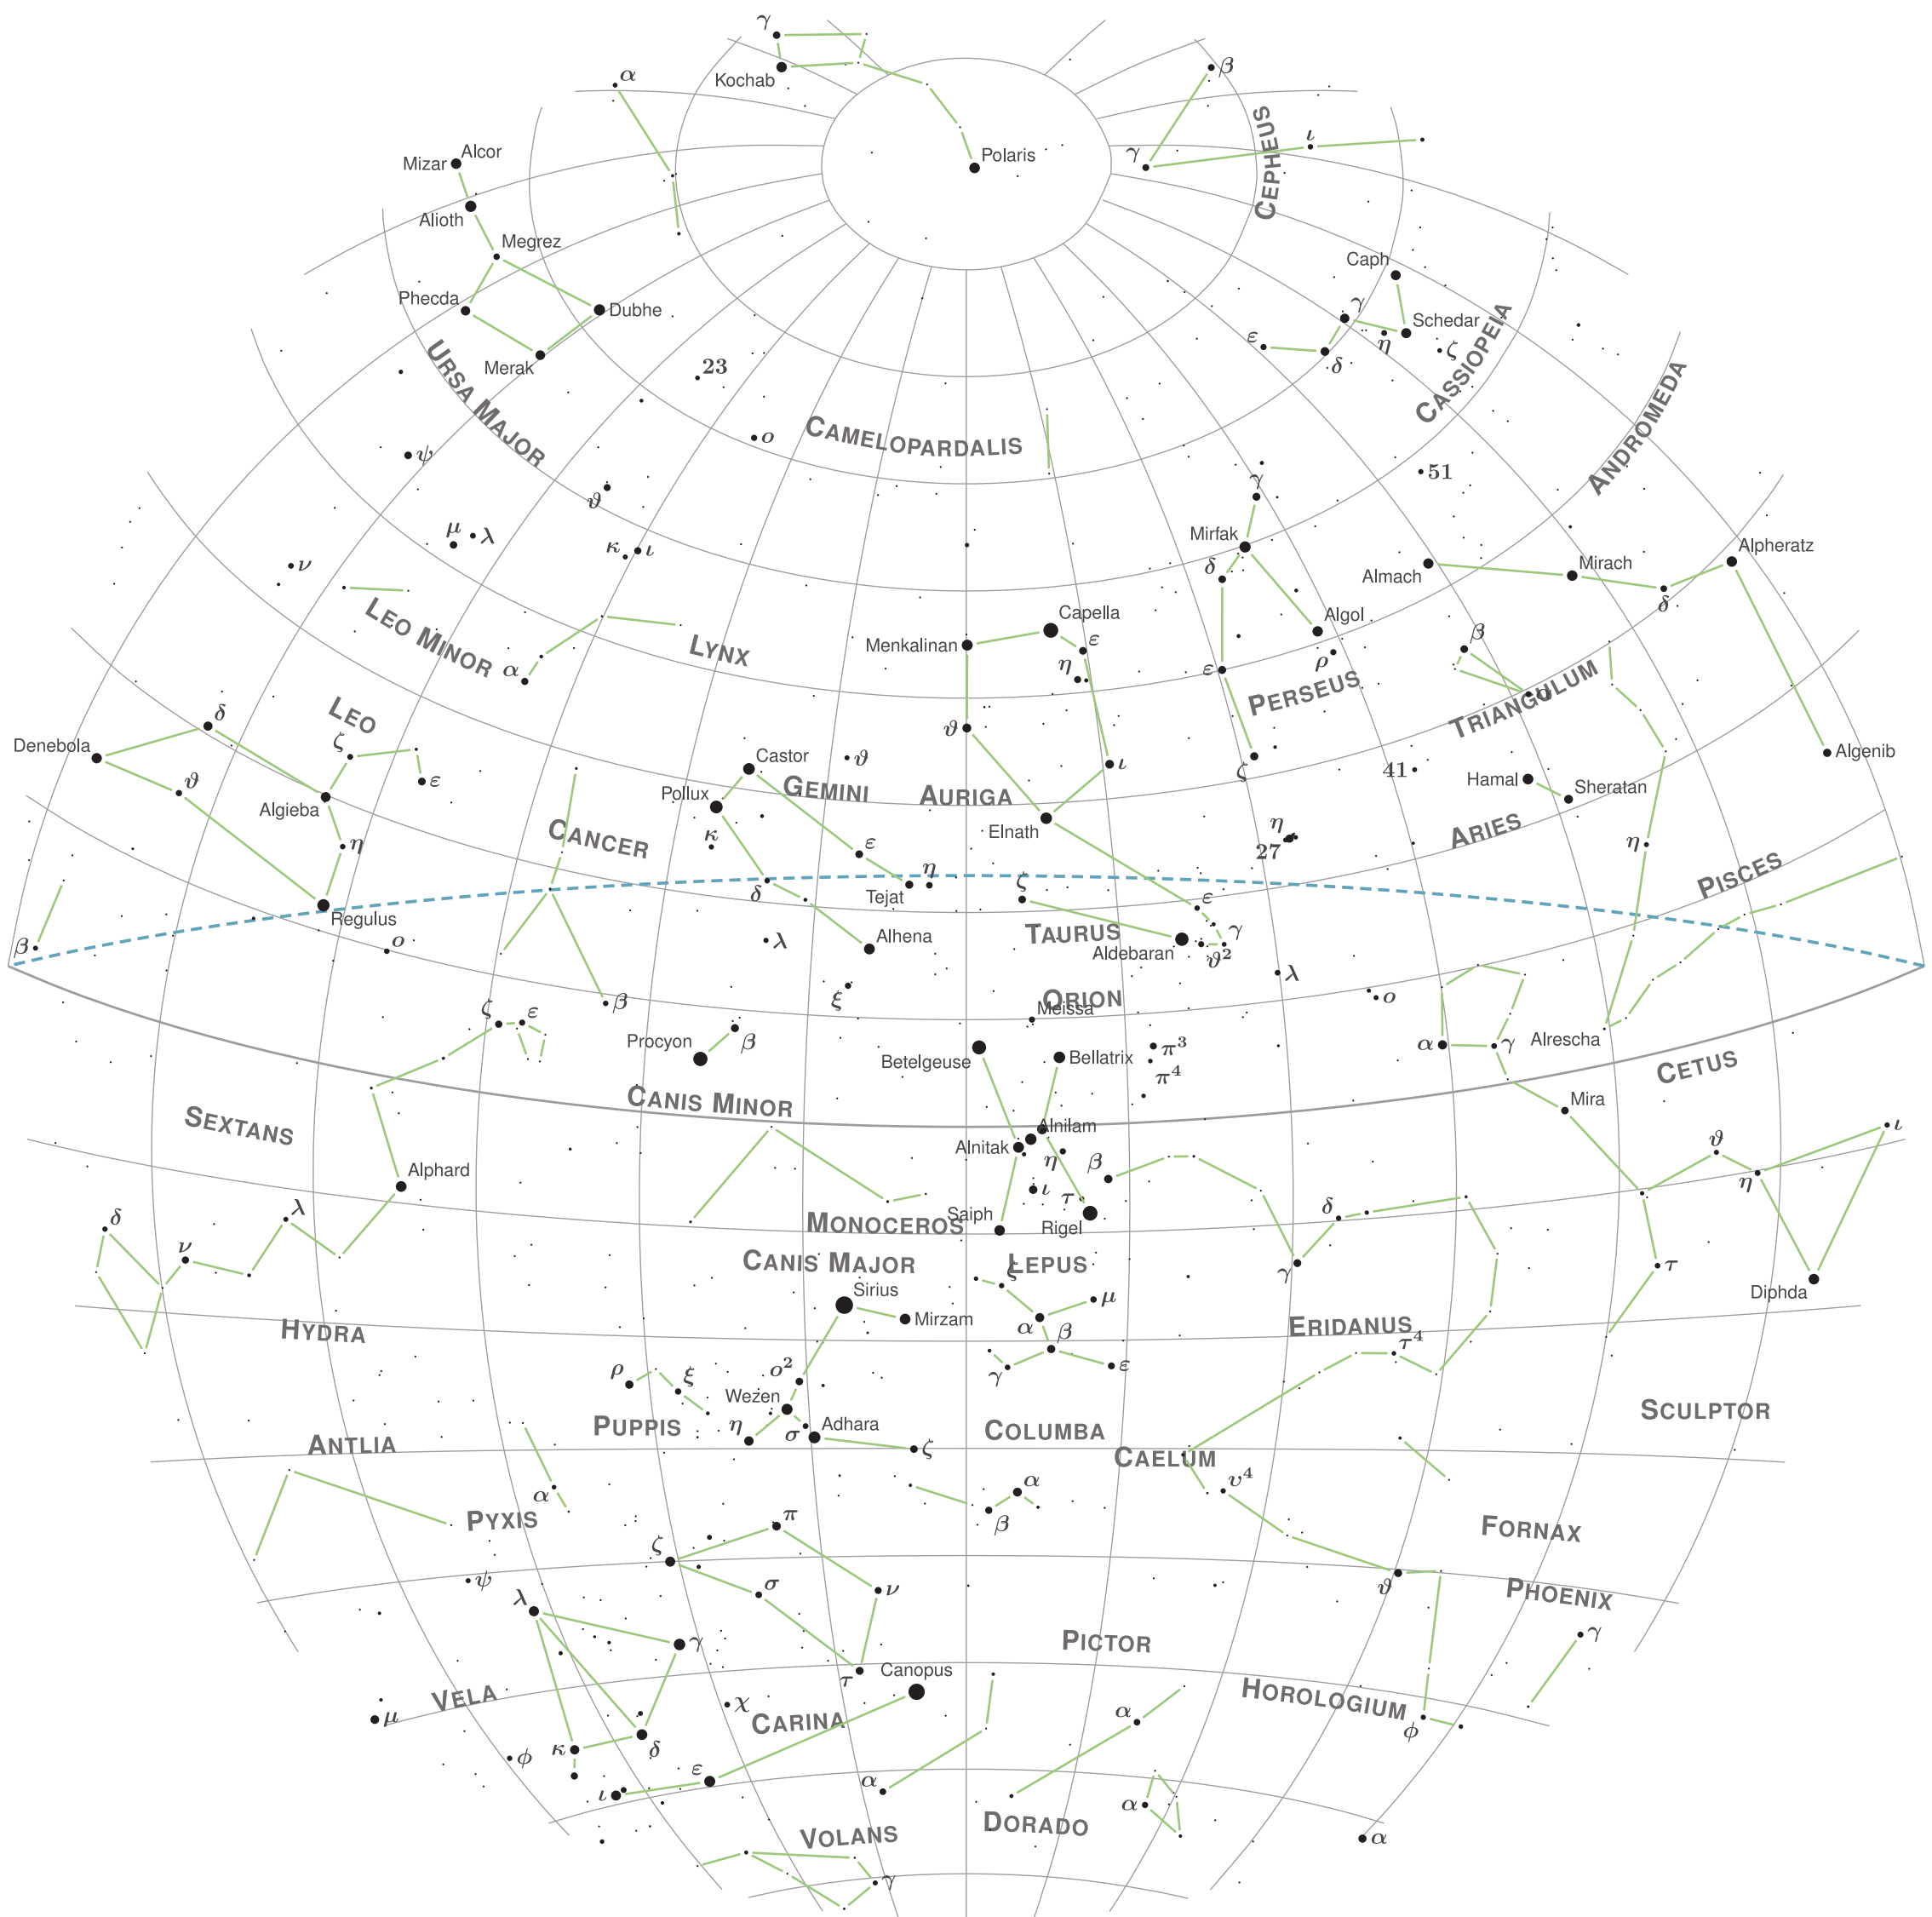 γ
α
Kochab
β
CEPHEUS
Alcor
Mizar
Polaris
γ
ι
Alioth
Megrez
Caph
Phecda
Dubhe
γ
Schedar
ε
η
ζ
δ
CASSIOPEIA
Merak
23
URSA MAJOR
ANDROMEDA
CAMELOPARDALIS
ο
ψ
51
γ
ϑ
μ
λ
κ
ι
Mirfak
Alpheratz
ν
δ
Almach
Mirach
δ
LEO MINOR
Capella
Algol
Menkalinan
ε
β
LYNX
α
η
ε
ρ
PERSEUS
α
TRIANGULUM
LEO
δ
ζ
ϑ
Denebola
Castor
ϑ
ι
ζ
41
Algenib
ϑ
ε
Pollux
GEMINI
AURIGA
Hamal
Sheratan
Algieba
Elnath
η
CANCER
κ
ε
27
ARIES
η
η
δ
Tejat
η
ζ
ε
PISCES
Regulus
β
ο
λ
Alhena
TAURUS
γ
Aldebaran
ϑ²
λ
ξ
ο
β
ORION
Meissa
ζ
ε
Procyon
β
Betelgeuse
Bellatrix
π³
π⁴
α
γ
Alrescha
CETUS
CANIS MINOR
Mira
SEXTANS
Alnilam
Alnitak
η
β
ϑ
ι
Alphard
ι
τ
η
δ
λ
MONOCEROS
Saiph
Rigel
δ
ν
CANIS MAJOR
LEPUS
γ
τ
ξ
Sirius
Diphda
Mirzam
μ
HYDRA
α
β
ERIDANUS
τ⁴
ρ
ξ
ο²
γ
ε
Wezen
SCULPTOR
PUPPIS
η
σ
Adhara
COLUMBA
ANTLIA
ζ
CAELUM
α
α
υ⁴
PYXIS
π
β
FORNAX
ζ
ψ
σ
ν
ϑ
PHOENIX
λ
γ
PICTOR
γ
τ
Canopus
VELA
χ
HOROLOGIUM
μ
CARINA
α
φ
κ
δ
φ
ε
ι
α
α
DORADO
VOLANS
α
γ